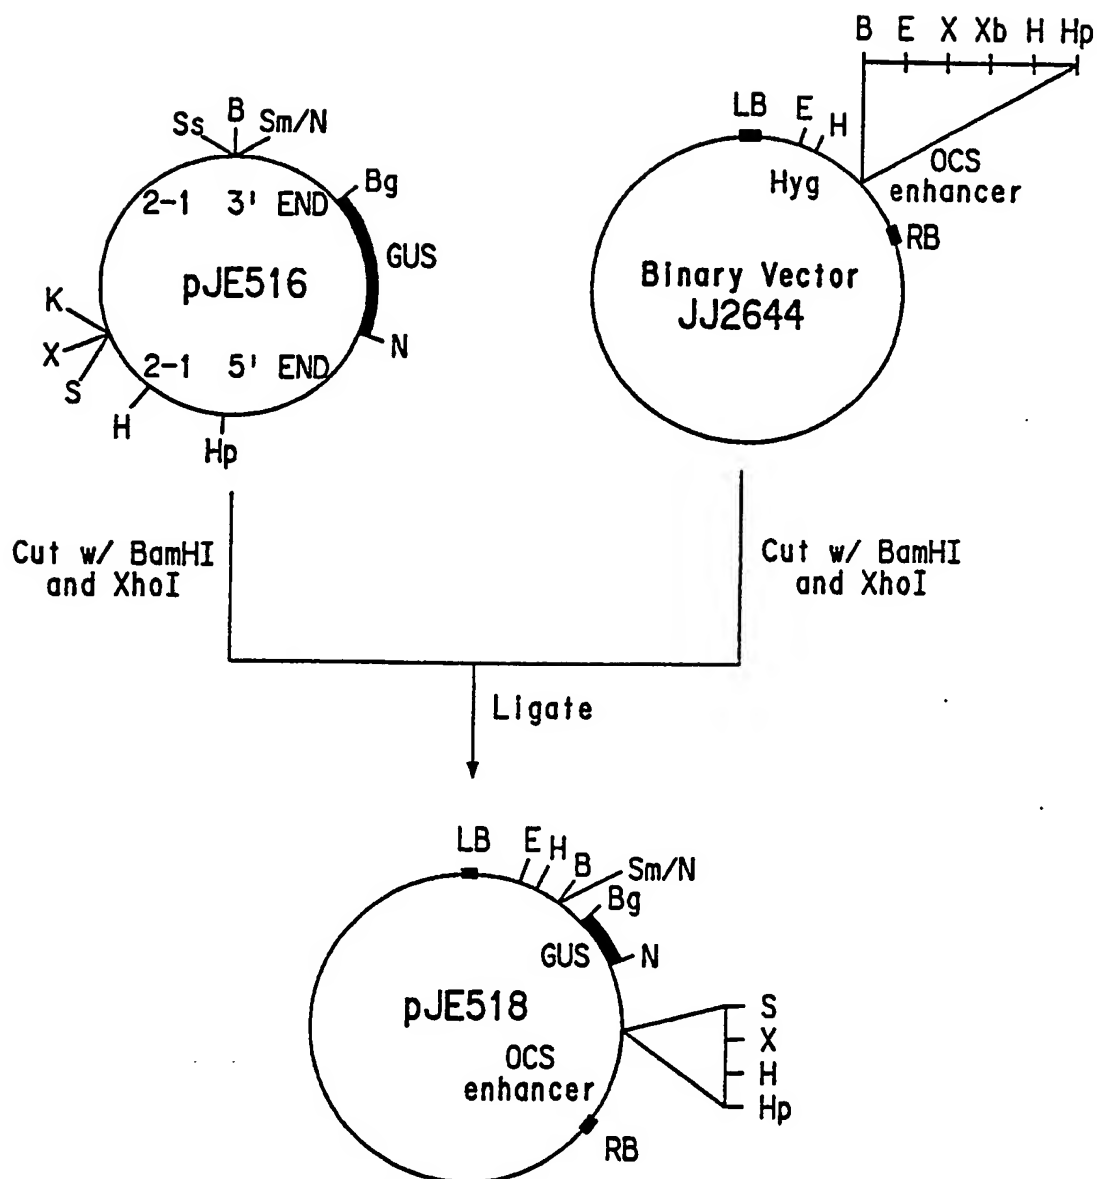 B E X Xb H Hp
Ss B Sm/N
LB E H
2-1 3' END
Bg
Hyg
OCS
enhancer
GUS
RB
pJE516
Binary Vector
JJ2644
K
X
S
N
2-1 5' END
H
Hp
Cut w/ BamHI
and XhoI
Cut w/ BamHI
and XhoI
Ligate
LB E H B Sm/N
Bg
GUS N
pJE518
S
X
H
Hp
OCS
enhancer
RB